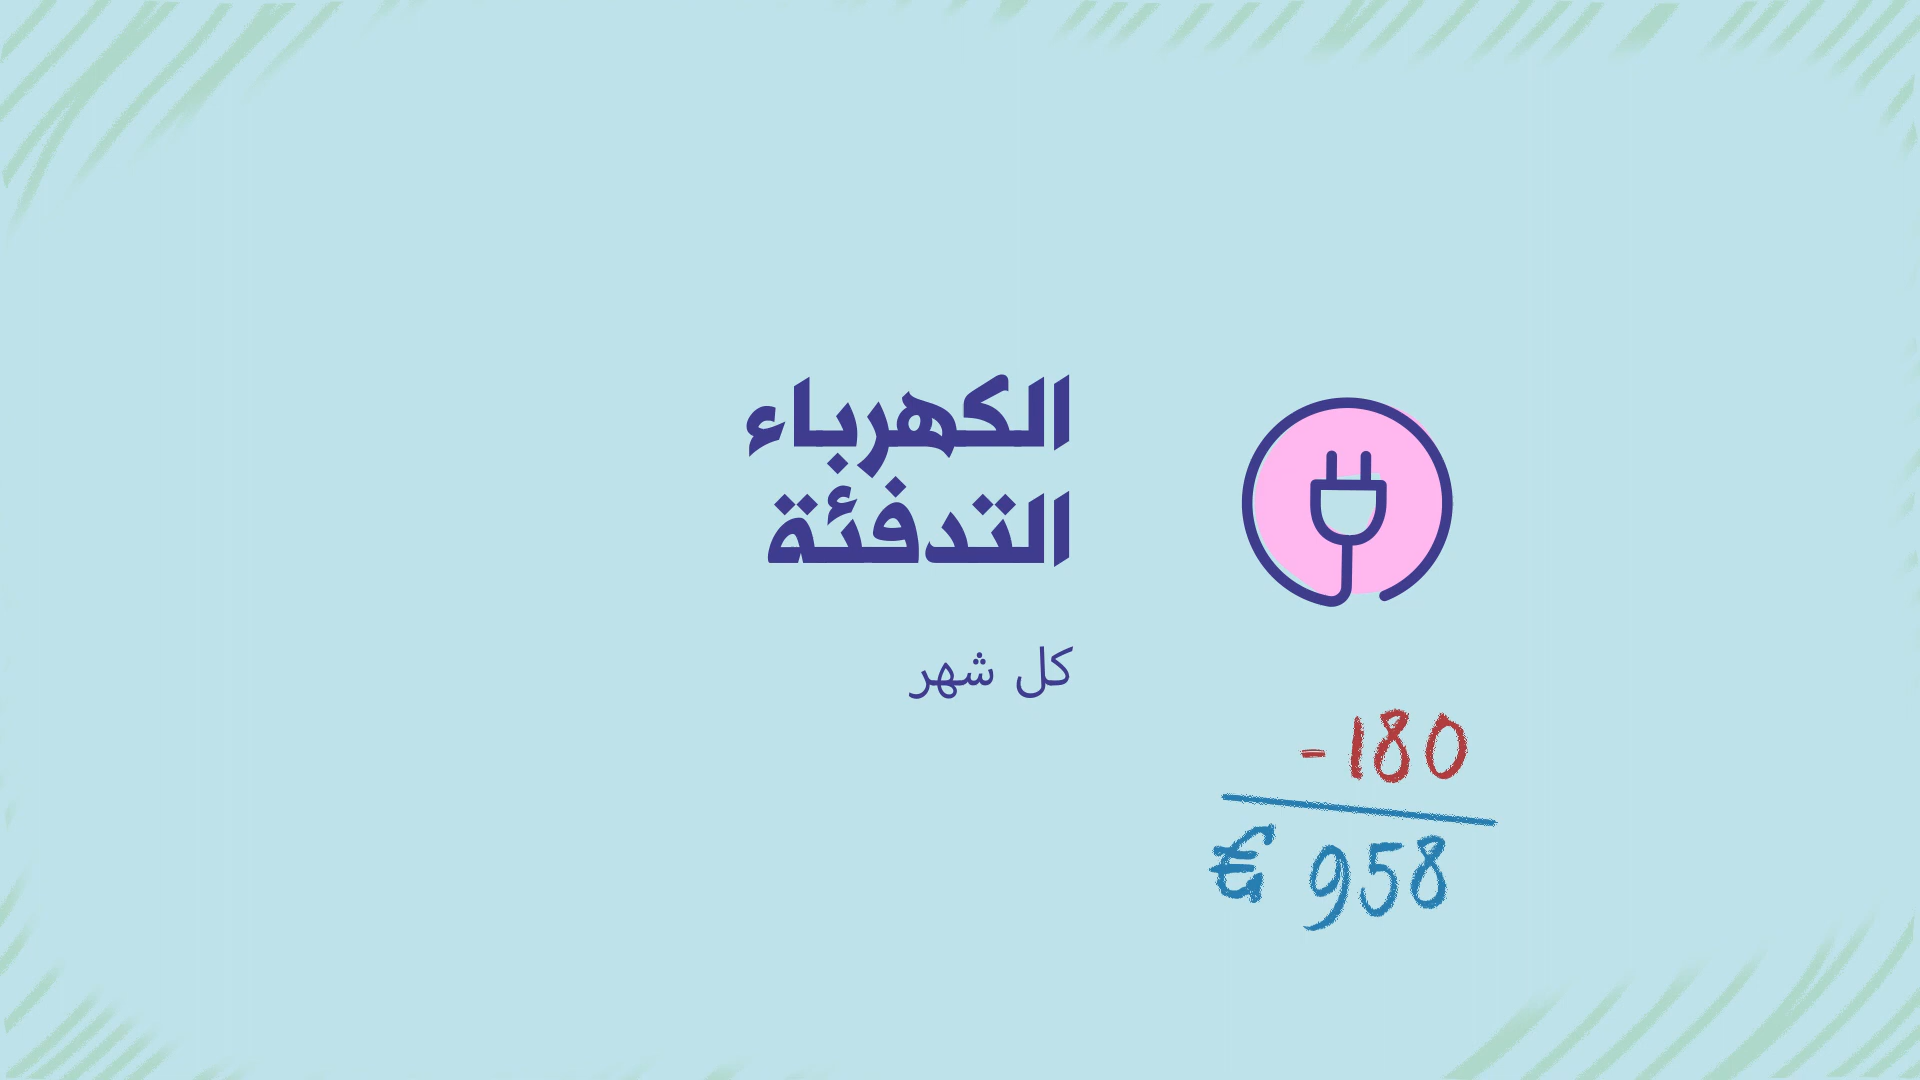 الكهرباء
التدفئة
كل شهر
-180
€ 958